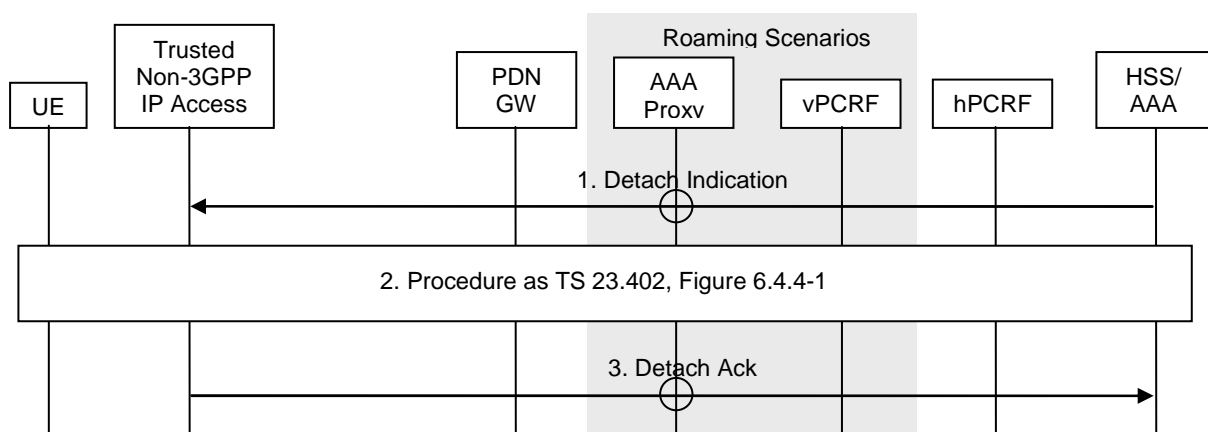 Roaming Scenarios
UE
Trusted
Non-3GPP
IP Access
PDN
GW
AAA
Proxy
vPCRF
hPCRF
HSS/
AAA
1. Detach Indication
2. Procedure as TS 23.402, Figure 6.4.4-1
3. Detach Ack